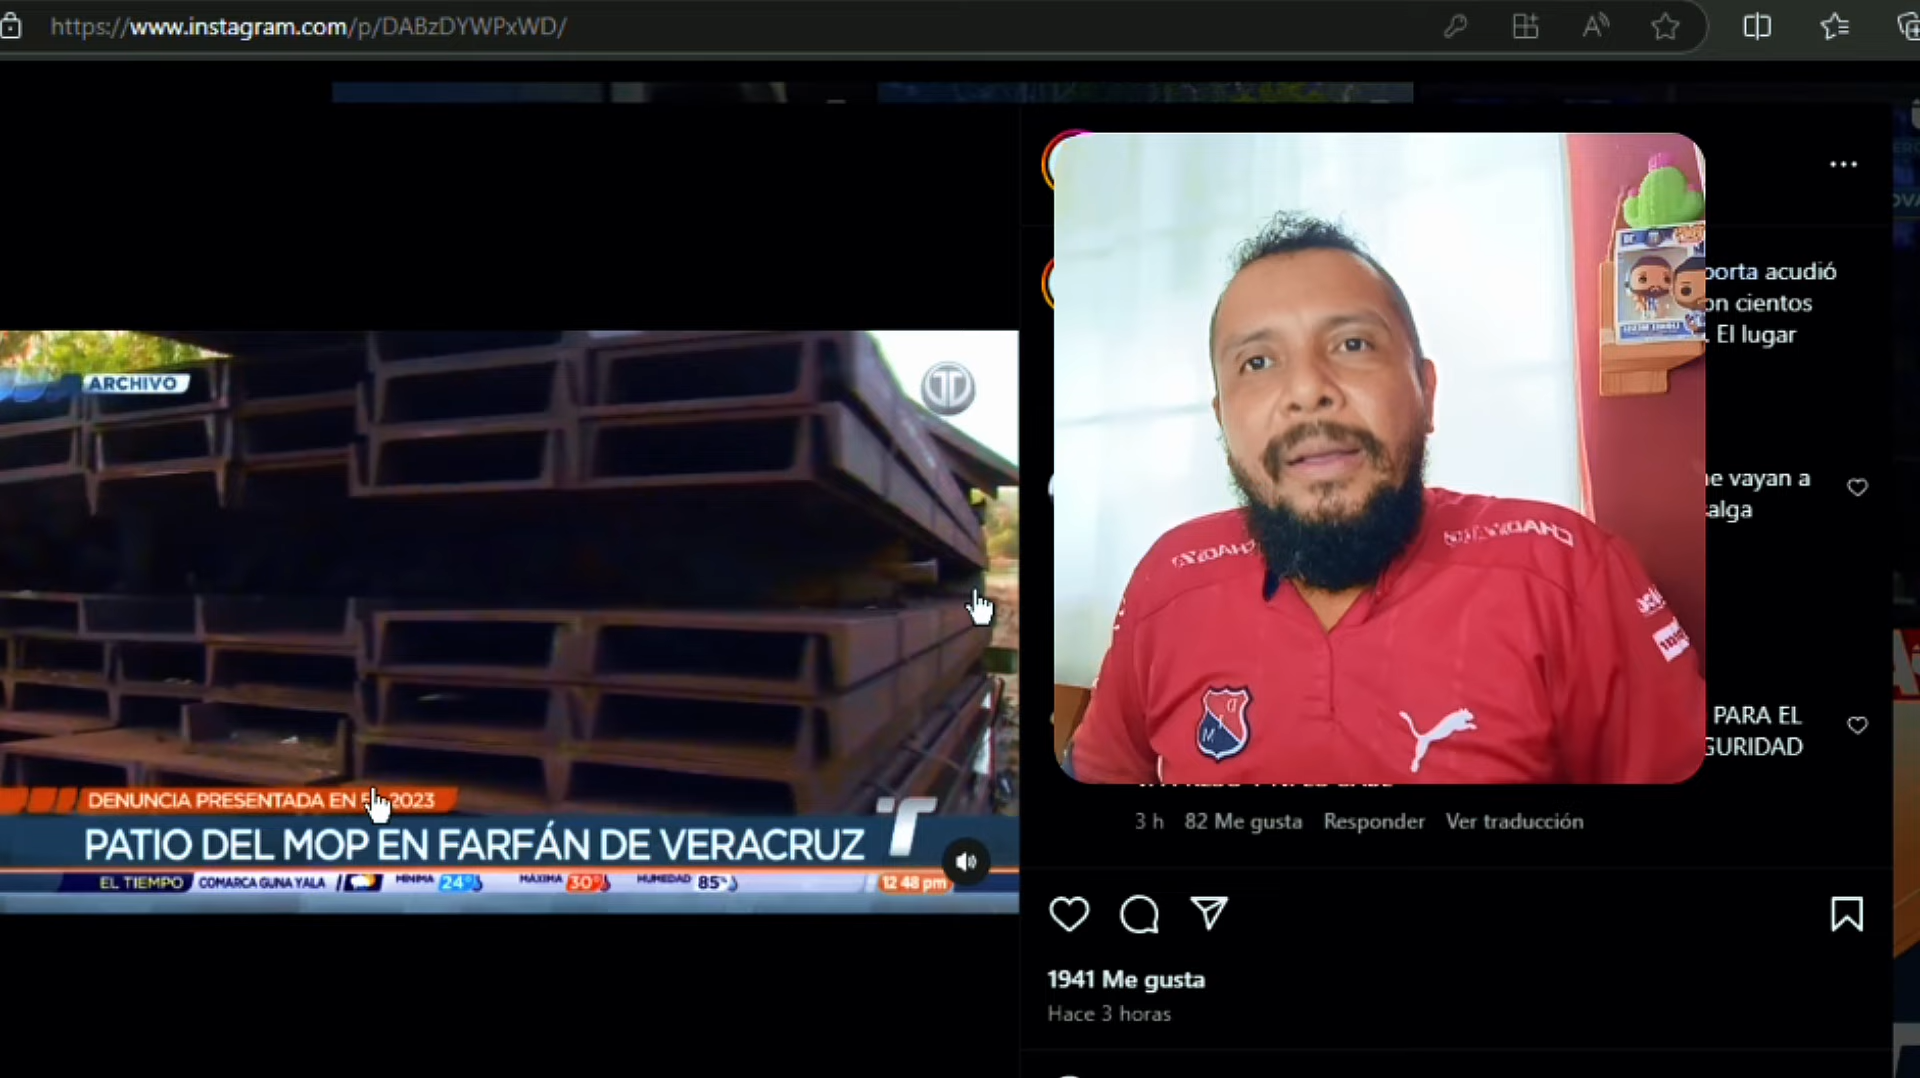 https://www.instagram.com/p/DABzDYWPxWD/
ARCHIVO
DENUNCIA PRESENTADA EN 2023
PATIO DEL MOP EN FARFÁN DE VERACRUZ
EL TIEMPO
COMARCA GUNA YALA
MÍNIMA 24°
MÁXIMA 30°
HUMEDAD 85%
12:48 pm
porta acudió
on cientos
. El lugar
ne vayan a
alga
PARA EL
GURIDAD
3 h 82 Me gusta Responder Ver traducción
1941 Me gusta
Hace 3 horas
D
I
M